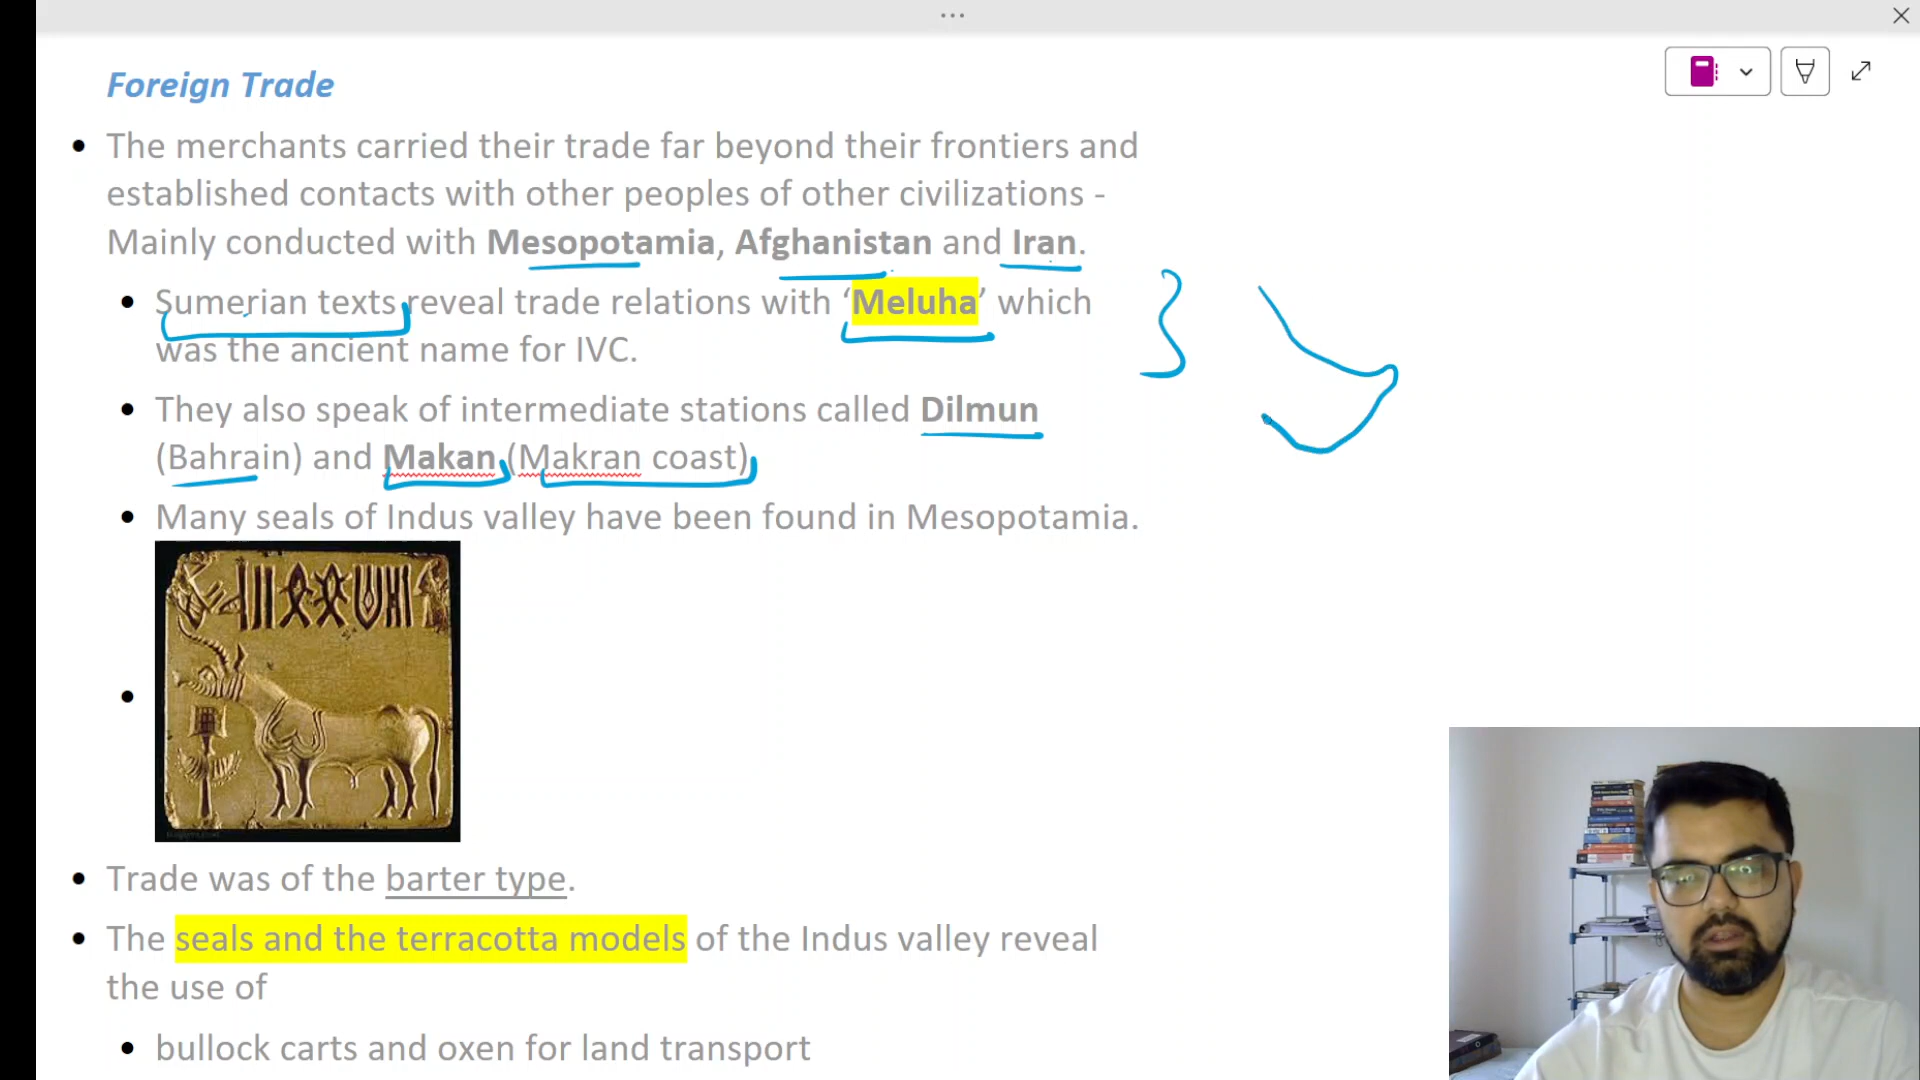 Foreign Trade
• The merchants carried their trade far beyond their frontiers and
established contacts with other peoples of other civilizations -
Mainly conducted with Mesopotamia, Afghanistan and Iran.
• Sumerian texts reveal trade relations with ‘Meluha’ which
was the ancient name for IVC.
• They also speak of intermediate stations called Dilmun
(Bahrain) and Makan (Makran coast)
• Many seals of Indus valley have been found in Mesopotamia.
• Trade was of the barter type.
• The seals and the terracotta models of the Indus valley reveal
the use of
• bullock carts and oxen for land transport